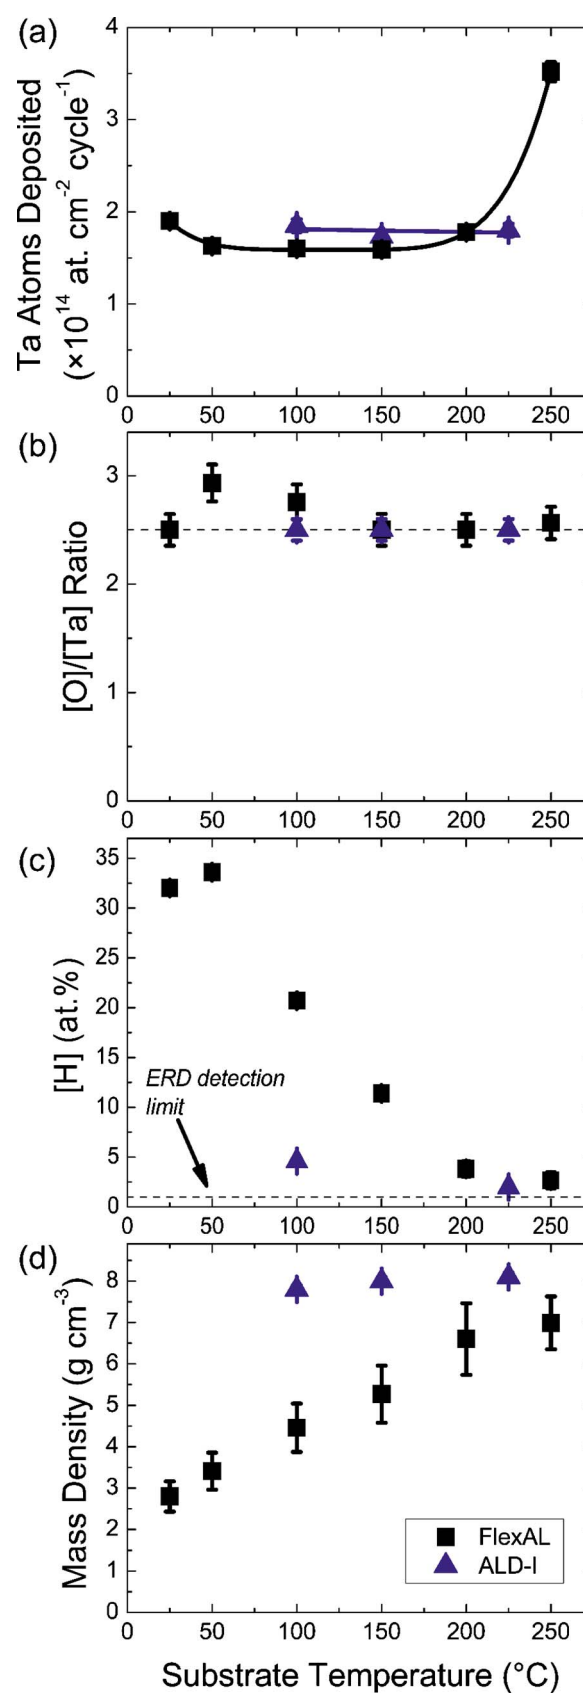 (a)
Ta Atoms Deposited
(×10¹⁴ at. cm⁻² cycle⁻¹)
4
3
2
1
0
0 50 100 150 200 250
(b)
[O]/[Ta] Ratio
3
2
1
0
0 50 100 150 200 250
(c)
[H] (at.%)
35
30
25
20
15
10
5
0
ERD detection
limit
0 50 100 150 200 250
(d)
Mass Density (g cm⁻³)
8
7
6
5
4
3
2
1
0
FlexAL
ALD-I
0 50 100 150 200 250
Substrate Temperature (°C)